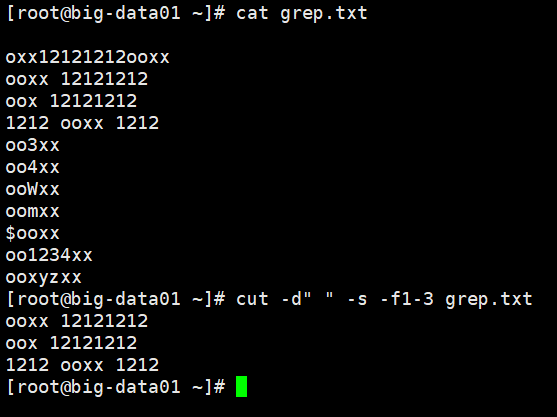 [root@big-data01 ~]# cat grep.txt

oxx12121212ooxx
ooxx 12121212
oox 12121212
1212 ooxx 1212
oo3xx
oo4xx
ooWxx
oomxx
$ooxx
oo1234xx
ooxyzxx
[root@big-data01 ~]# cut -d" " -s -f1-3 grep.txt
ooxx 12121212
oox 12121212
1212 ooxx 1212
[root@big-data01 ~]#